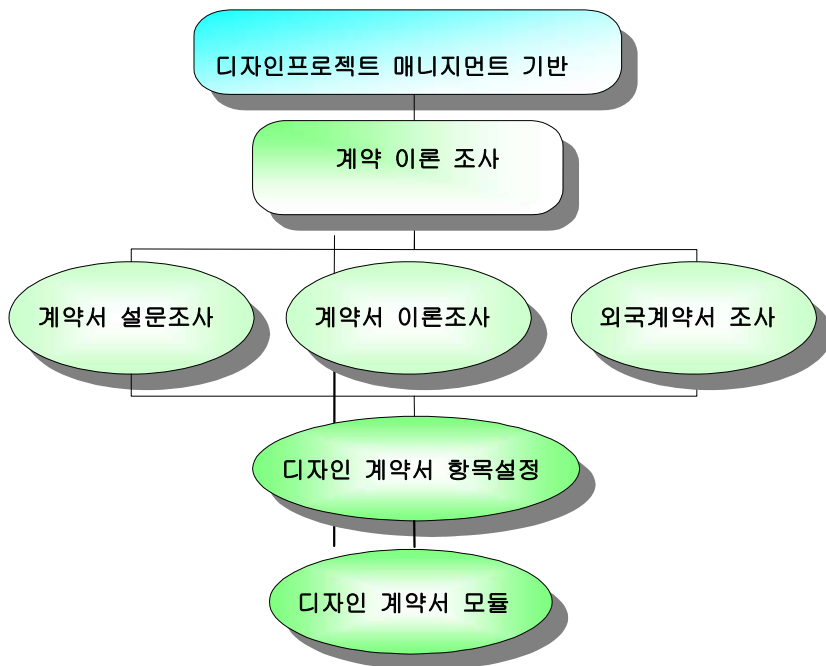 디자인프로젝트 매니지먼트 기반
계약 이론 조사
계약서 설문조사
계약서 이론조사
외국계약서 조사
디자인 계약서 항목설정
디자인 계약서 모듈